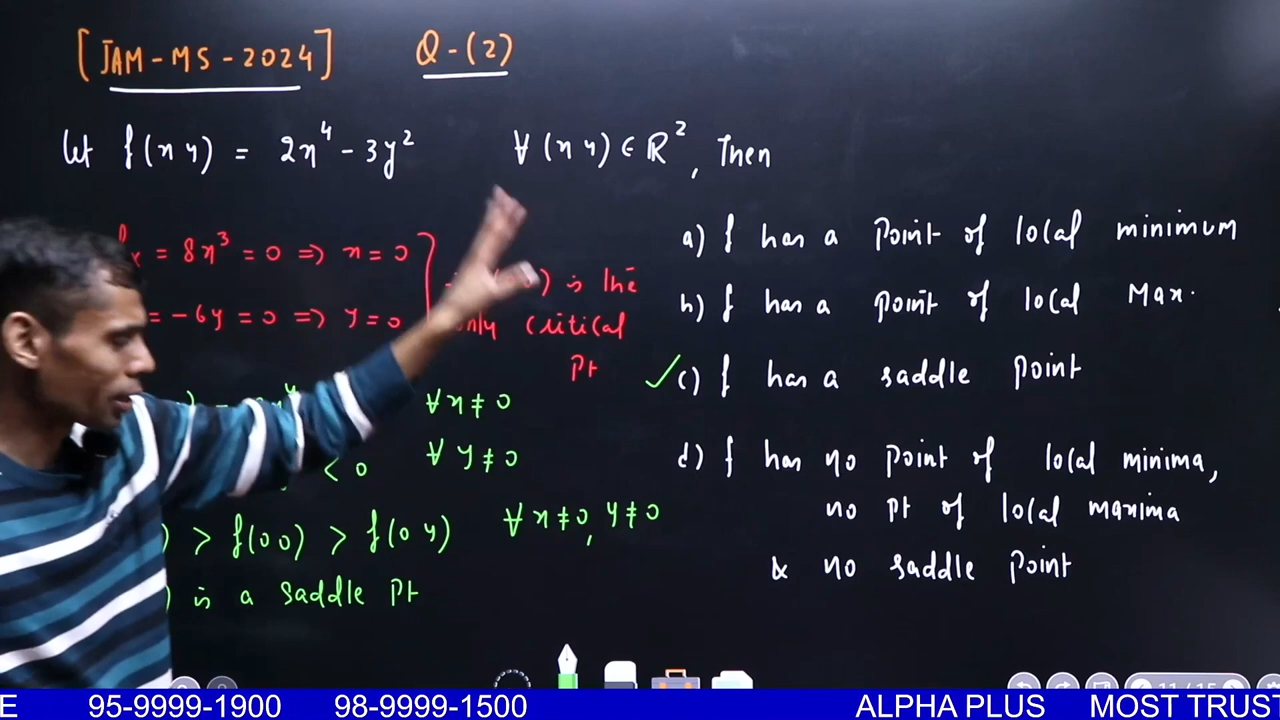 [JAM-MS-2024] Q-(2)
Let f(x y) = 2x⁴ - 3y² ∀ (x y) ∈ ℝ², Then
= 8x³ = 0 => x = 0
= -6y = 0 => y = 0
) is the
only critical
Pt
∀ x ≠ 0
< 0 ∀ y ≠ 0
) > f(0 0) > f(0 y) ∀ x ≠ 0, y ≠ 0
) is a saddle Pt
a) f has a point of local minimum
b) f has a point of local Max.
✓ c) f has a saddle point
d) f has no point of local minima,
no pt of local maxima
& no saddle point
11 / 15
E 95-9999-1900 98-9999-1500 ALPHA PLUS MOST TRUST